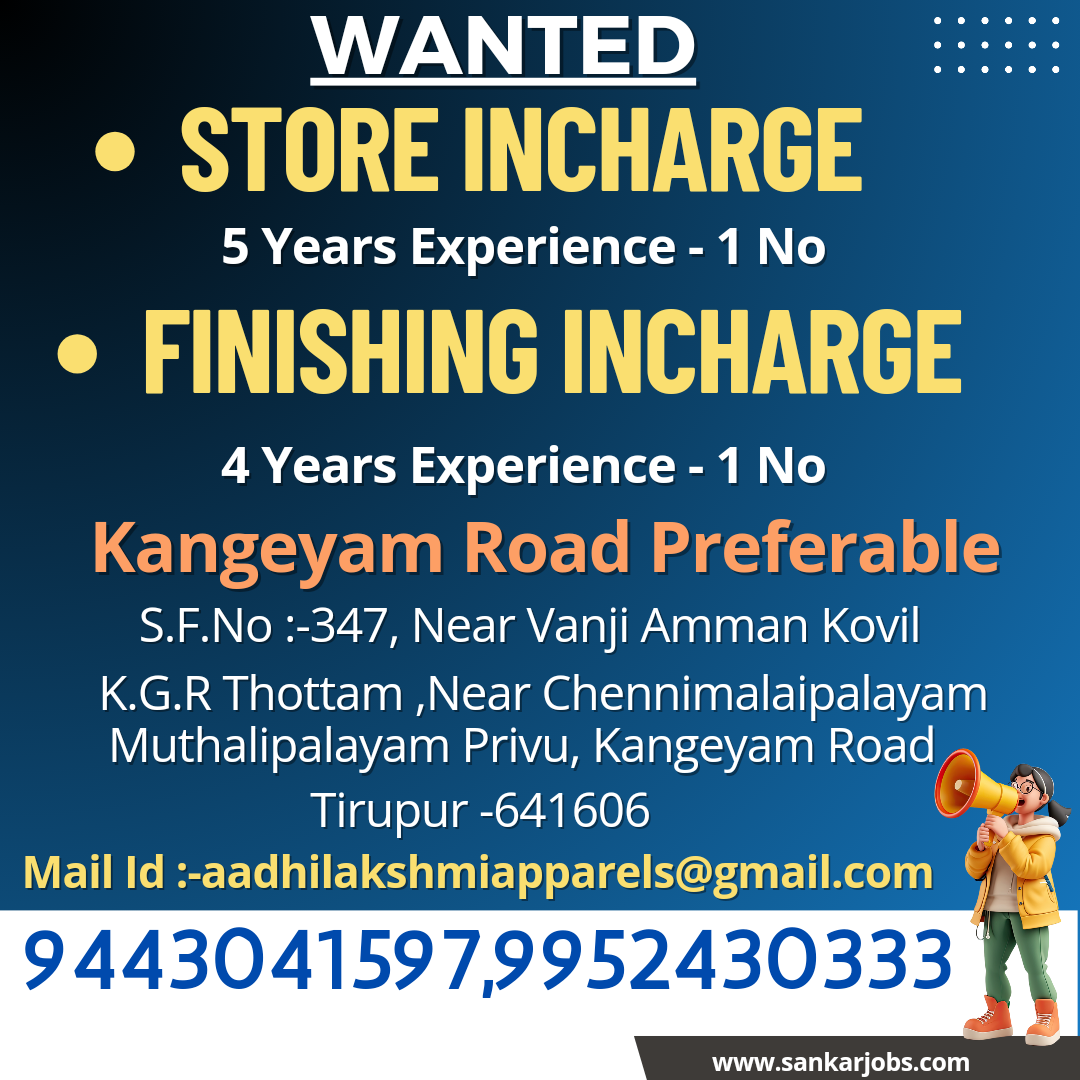 WANTED
• STORE INCHARGE
5 Years Experience - 1 No
• FINISHING INCHARGE
4 Years Experience - 1 No
Kangeyam Road Preferable
S.F.No :-347, Near Vanji Amman Kovil
K.G.R Thottam ,Near Chennimalaipalayam
Muthalipalayam Privu, Kangeyam Road
Tirupur -641606
Mail Id :-aadhilakshmiapparels@gmail.com
9443041597,9952430333
www.sankarjobs.com